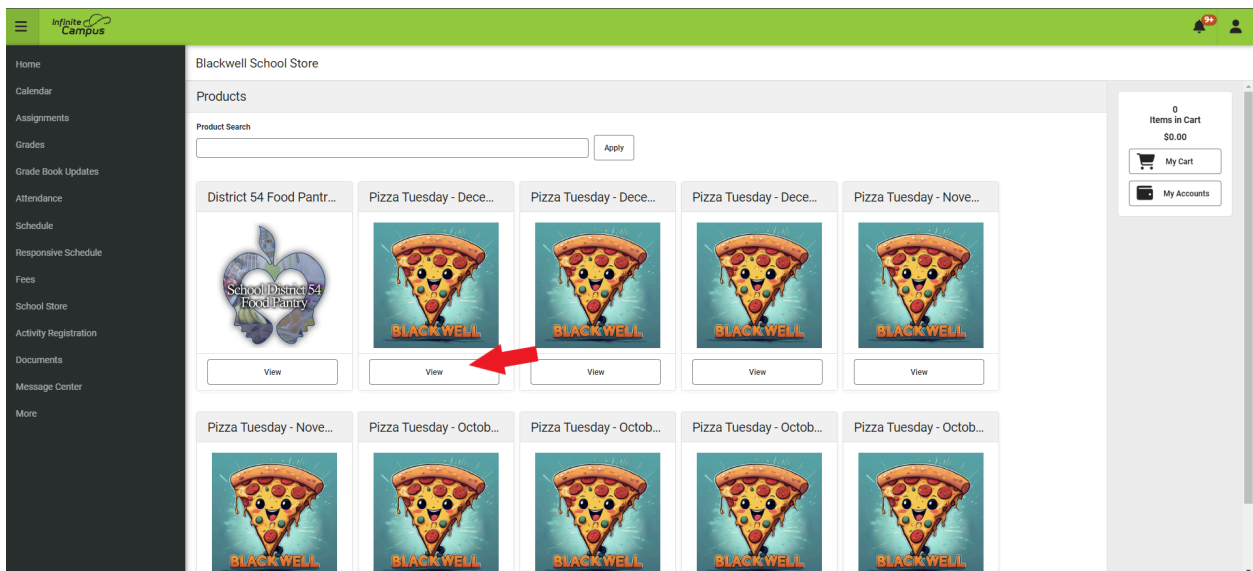 Infinite
Campus
9+
Home
Calendar
Assignments
Grades
Grade Book Updates
Attendance
Schedule
Responsive Schedule
Fees
School Store
Activity Registration
Documents
Message Center
More
Blackwell School Store
Products
Product Search
Apply
0
Items in Cart
$0.00
My Cart
My Accounts
District 54 Food Pantr...
Pizza Tuesday - Dece...
Pizza Tuesday - Dece...
Pizza Tuesday - Dece...
Pizza Tuesday - Nove...
School District 54
Food Pantry
BLACKWELL
BLACKWELL
BLACKWELL
BLACKWELL
View
View
View
View
View
Pizza Tuesday - Nove...
Pizza Tuesday - Octob...
Pizza Tuesday - Octob...
Pizza Tuesday - Octob...
Pizza Tuesday - Octob...
BLACKWELL
BLACKWELL
BLACKWELL
BLACKWELL
BLACKWELL